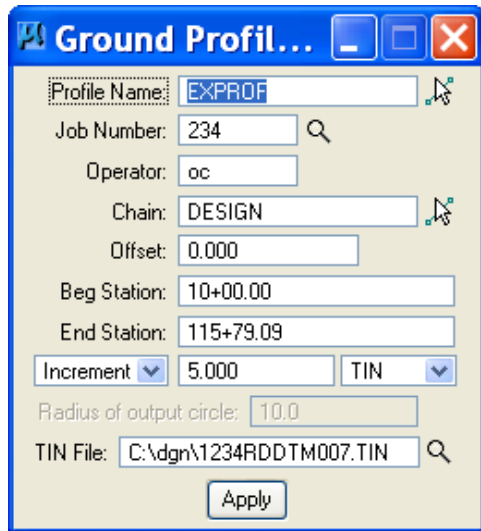 Ground Profil...
Profile Name: EXPROF
Job Number: 234
Operator: oc
Chain: DESIGN
Offset: 0.000
Beg Station: 10+00.00
End Station: 115+79.09
Increment 5.000 TIN
Radius of output circle: 10.0
TIN File: C:\dgn\1234RDDTM007.TIN
Apply